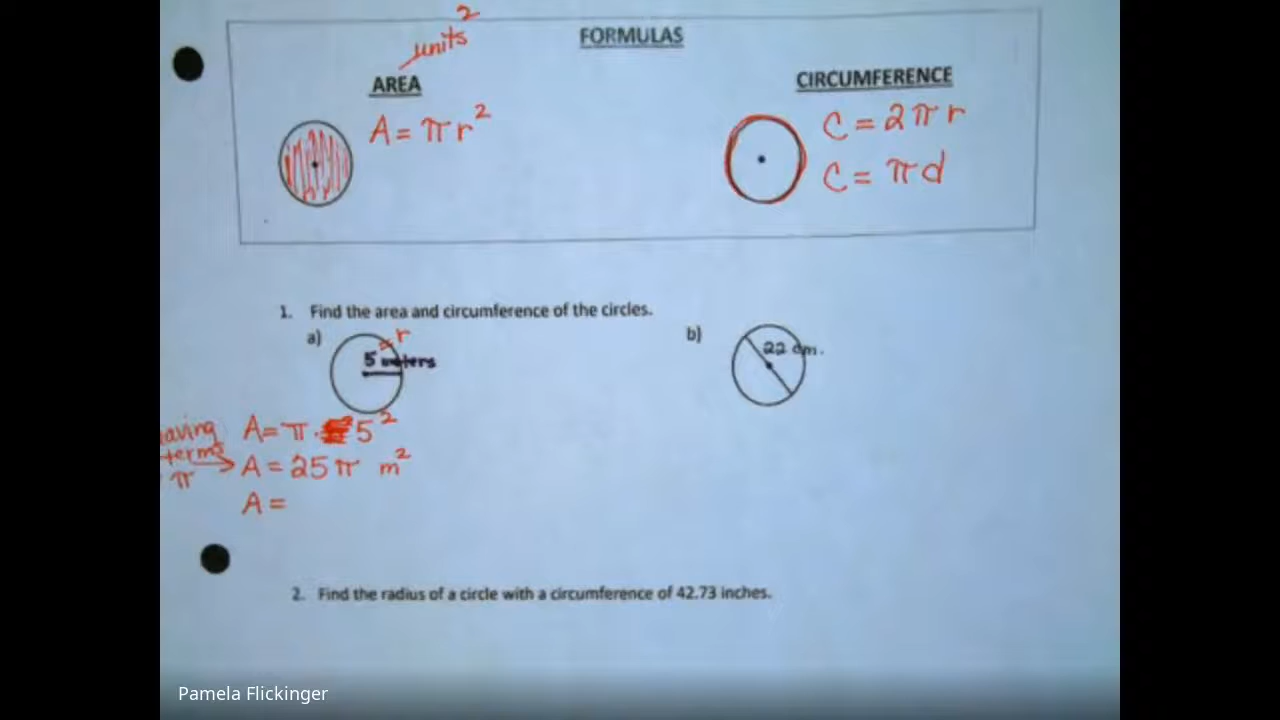 FORMULAS
units²
AREA
A = πr²
CIRCUMFERENCE
C = 2πr
C = πd
1. Find the area and circumference of the circles.
a)
r
5 meters
b)
22 cm.
A = π · 5²
aving
terms
π
A = 25π m²
A =
2. Find the radius of a circle with a circumference of 42.73 inches.
Pamela Flickinger